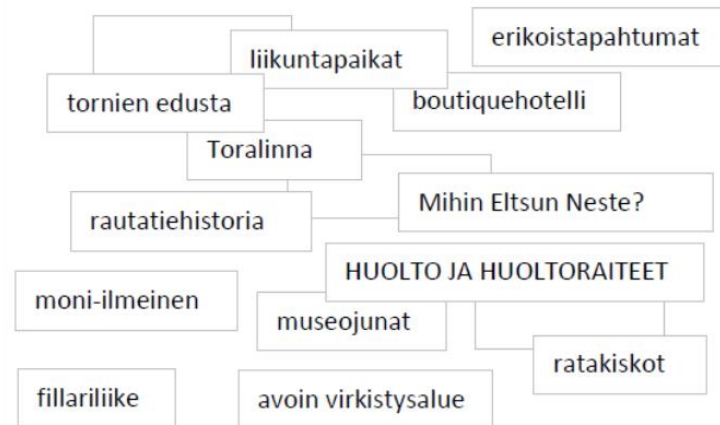 erikoistapahtumat
liikuntapaikat
tornien edusta
boutiquehotelli
Toralinna
Mihin Eltsun Neste?
rautatiehistoria
HUOLTO JA HUOLTORAITEET
moni-ilmeinen
museojunat
ratakiskot
fillariliike
avoin virkistysalue